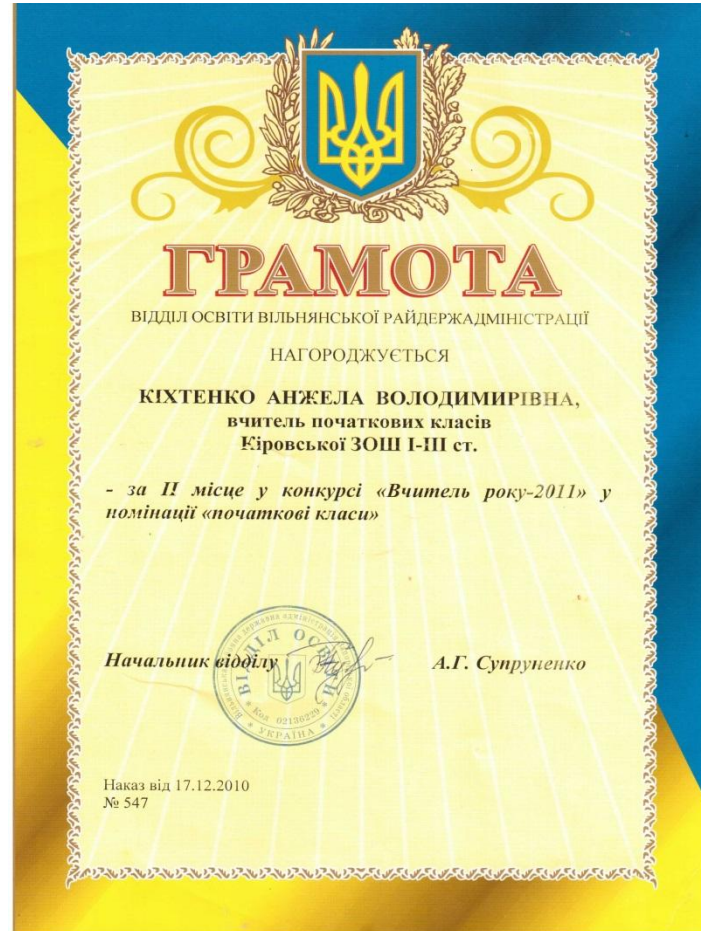 ГРАМОТА
ВІДДІЛ ОСВІТИ ВІЛЬНЯНСЬКОЇ РАЙДЕРЖАДМІНІСТРАЦІЇ
НАГОРОДЖУЄТЬСЯ
КІХТЕНКО АНЖЕЛА ВОЛОДИМИРІВНА,
вчитель початкових класів
Кіровської ЗОШ І-ІІІ ст.
- за ІІ місце у конкурсі «Вчитель року-2011» у
номінації «початкові класи»
Начальник відділу А.Г. Супруненко
ВІДДІЛ ОСВІТИ
Код 02136229
УКРАЇНА
Наказ від 17.12.2010
№ 547